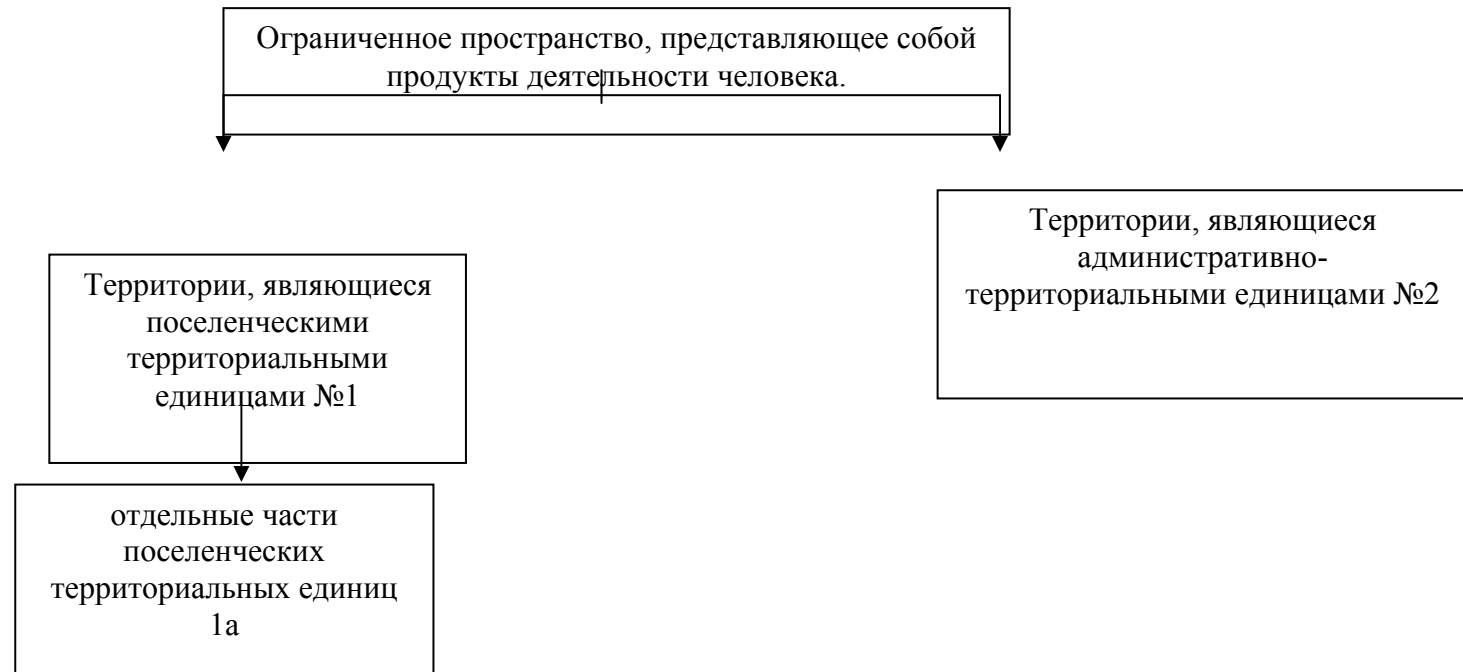 Ограниченное пространство, представляющее собой
продукты деятельности человека.
Территории, являющиеся
административно-
территориальными единицами №2
Территории, являющиеся
поселенческими
территориальными
единицами №1
отдельные части
поселенческих
территориальных единиц
1а